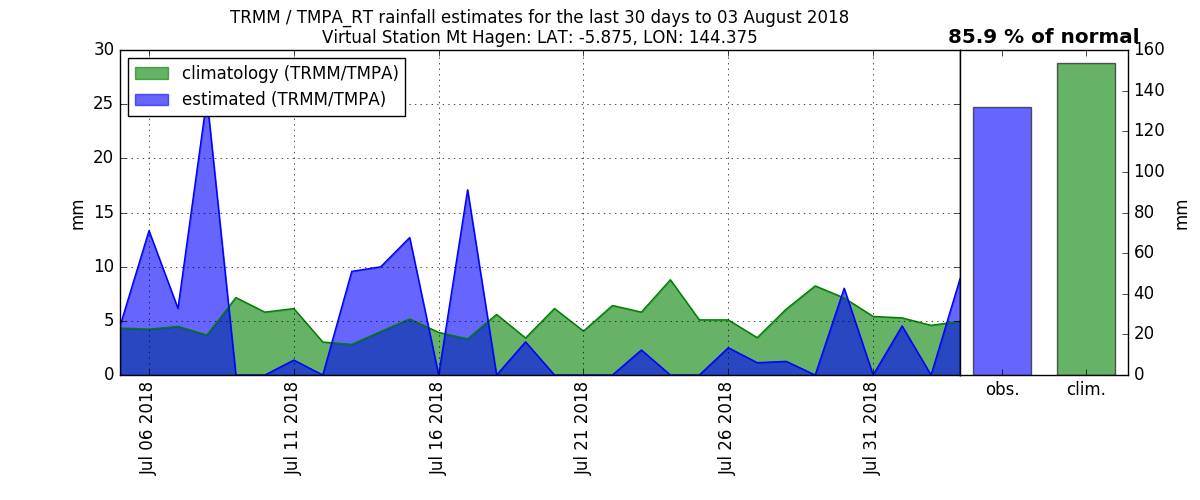 TRMM / TMPA_RT rainfall estimates for the last 30 days to 03 August 2018
Virtual Station Mt Hagen: LAT: -5.875, LON: 144.375
85.9 % of normal
climatology (TRMM/TMPA)
estimated (TRMM/TMPA)
mm
30
25
20
15
10
5
0
Jul 06 2018
Jul 11 2018
Jul 16 2018
Jul 21 2018
Jul 26 2018
Jul 31 2018
obs.
clim.
160
140
120
100
80
60
40
20
0
mm